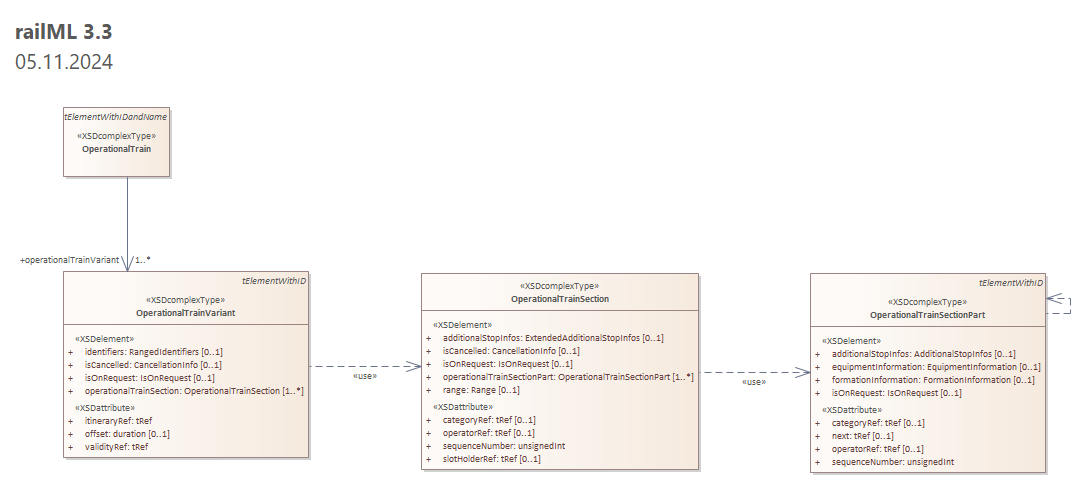 railML 3.3
05.11.2024
tElementWithIDandName
«XSDcomplexType»
OperationalTrain
+operationalTrainVariant
1..*
tElementWithID
«XSDcomplexType»
OperationalTrainVariant
«XSDelement»
+ identifiers: RangedIdentifiers [0..1]
+ isCancelled: CancellationInfo [0..1]
+ isOnRequest: IsOnRequest [0..1]
+ operationalTrainSection: OperationalTrainSection [1..*]
«XSDattribute»
+ itineraryRef: tRef
+ offset: duration [0..1]
+ validityRef: tRef
«use»
«XSDcomplexType»
OperationalTrainSection
«XSDelement»
+ additionalStopInfos: ExtendedAdditionalStopInfos [0..1]
+ isCancelled: CancellationInfo [0..1]
+ isOnRequest: IsOnRequest [0..1]
+ operationalTrainSectionPart: OperationalTrainSectionPart [1..*]
+ range: Range [0..1]
«XSDattribute»
+ categoryRef: tRef [0..1]
+ operatorRef: tRef [0..1]
+ sequenceNumber: unsignedInt
+ slotHolderRef: tRef [0..1]
«use»
tElementWithID
«XSDcomplexType»
OperationalTrainSectionPart
«XSDelement»
+ additionalStopInfos: AdditionalStopInfos [0..1]
+ equipmentInformation: EquipmentInformation [0..1]
+ formationInformation: FormationInformation [0..1]
+ isOnRequest: IsOnRequest [0..1]
«XSDattribute»
+ categoryRef: tRef [0..1]
+ next: tRef [0..1]
+ operatorRef: tRef [0..1]
+ sequenceNumber: unsignedInt